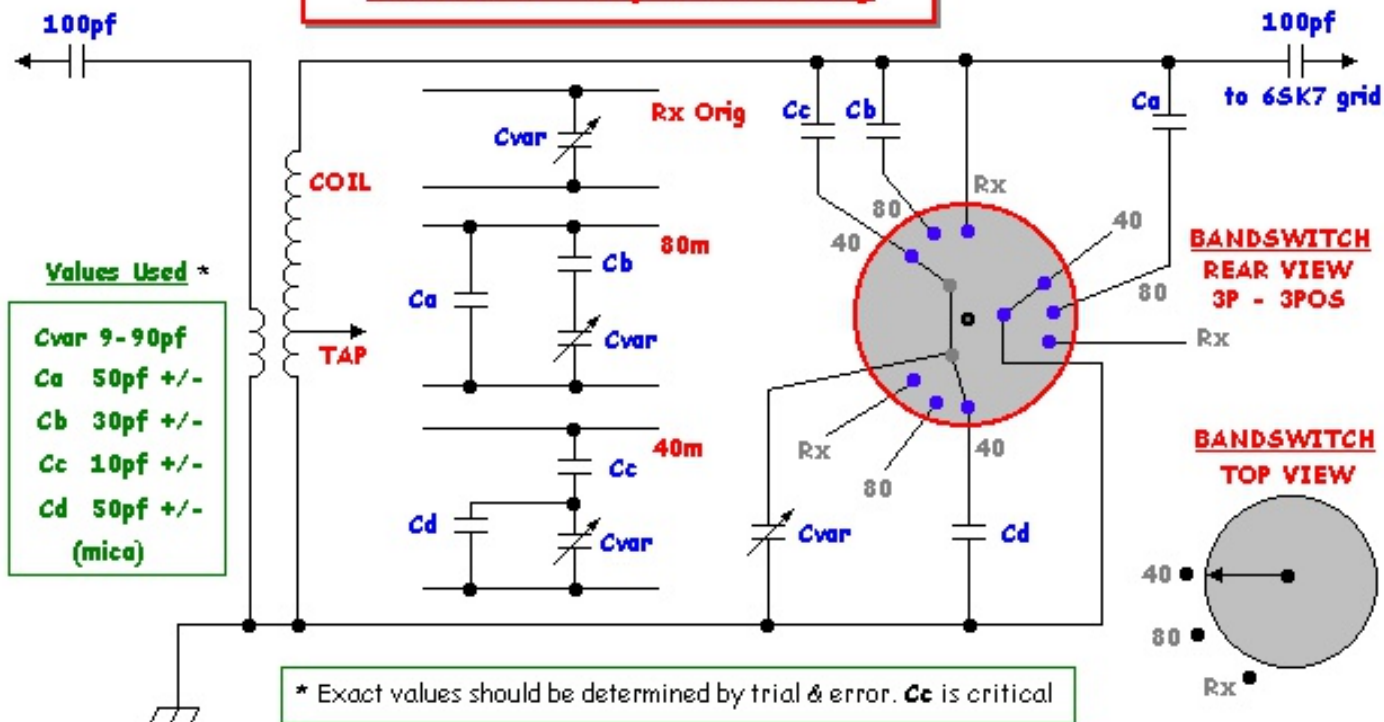 100pf
100pf
to 6SK7 grid
Cc
Cb
Ca
Rx Orig
Cvar
COIL
Rx
80
40
40
80
Rx
BANDSWITCH
REAR VIEW
3P - 3POS
80m
Cb
Ca
Cvar
TAP
Values Used *
Cvar 9-90pf
Ca 50pf +/-
Cb 30pf +/-
Cc 10pf +/-
Cd 50pf +/-
(mica)
40m
Cc
Cd
Cvar
Rx
80
40
Cvar
Cd
BANDSWITCH
TOP VIEW
40
80
Rx
* Exact values should be determined by trial & error. Cc is critical